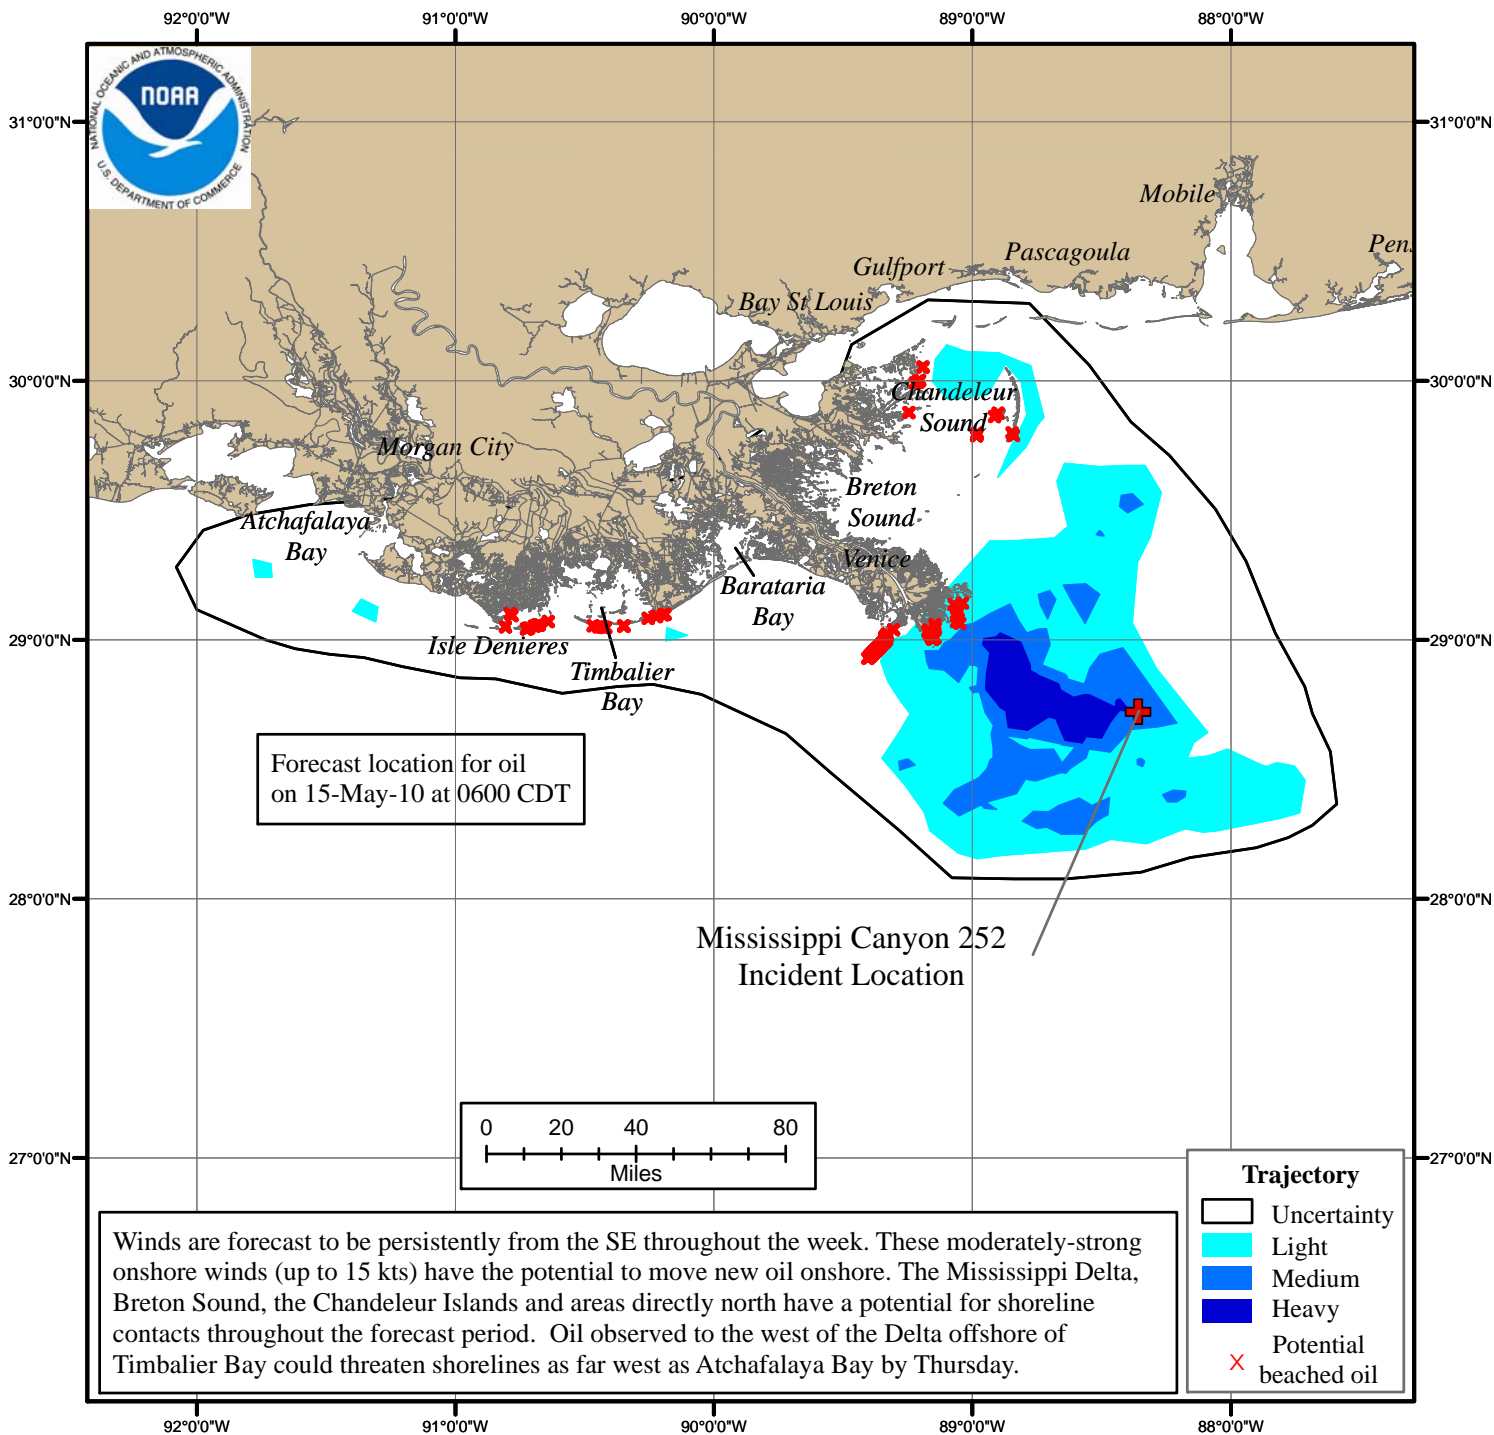 92°0'0"W
91°0'0"W
90°0'0"W
89°0'0"W
88°0'0"W
NATIONAL OCEANIC AND ATMOSPHERIC ADMINISTRATION
NOAA
U.S. DEPARTMENT OF COMMERCE
31°0'0"N
31°0'0"N
Mobile
Pascagoula
Pens
Gulfport
Bay St Louis
30°0'0"N
30°0'0"N
Chandeleur
Sound
Morgan City
Breton
Sound
Atchafalaya
Bay
Venice
Barataria
Bay
29°0'0"N
29°0'0"N
Isle Denieres
Timbalier
Bay
Forecast location for oil
on 15-May-10 at 0600 CDT
28°0'0"N
28°0'0"N
Mississippi Canyon 252
Incident Location
0 20 40 80
Miles
27°0'0"N
27°0'0"N
Trajectory
Uncertainty
Light
Medium
Heavy
X Potential
beached oil
Winds are forecast to be persistently from the SE throughout the week. These moderately-strong
onshore winds (up to 15 kts) have the potential to move new oil onshore. The Mississippi Delta,
Breton Sound, the Chandeleur Islands and areas directly north have a potential for shoreline
contacts throughout the forecast period. Oil observed to the west of the Delta offshore of
Timbalier Bay could threaten shorelines as far west as Atchafalaya Bay by Thursday.
92°0'0"W
91°0'0"W
90°0'0"W
89°0'0"W
88°0'0"W